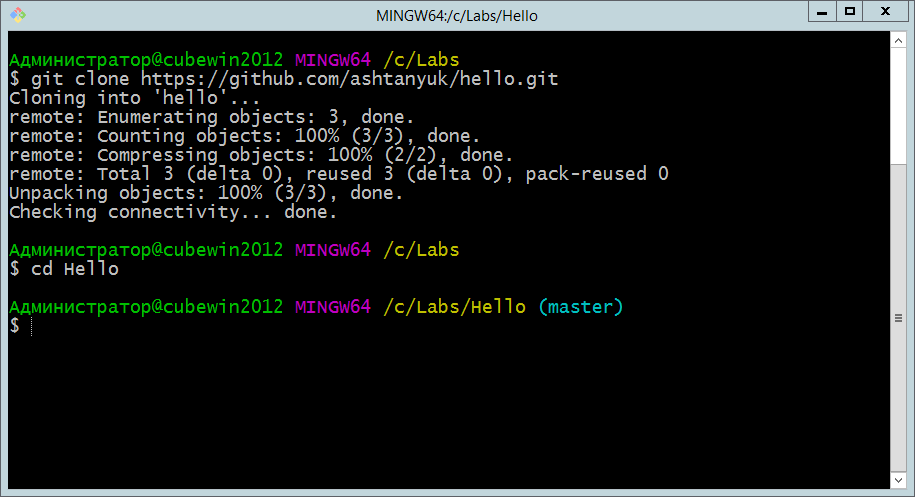 MINGW64:/c/Labs/Hello
Администратор@cubewin2012 MINGW64 /c/Labs
$ git clone https://github.com/ashtanyuk/hello.git
Cloning into 'hello'...
remote: Enumerating objects: 3, done.
remote: Counting objects: 100% (3/3), done.
remote: Compressing objects: 100% (2/2), done.
remote: Total 3 (delta 0), reused 3 (delta 0), pack-reused 0
Unpacking objects: 100% (3/3), done.
Checking connectivity... done.
Администратор@cubewin2012 MINGW64 /c/Labs
$ cd Hello
Администратор@cubewin2012 MINGW64 /c/Labs/Hello (master)
$